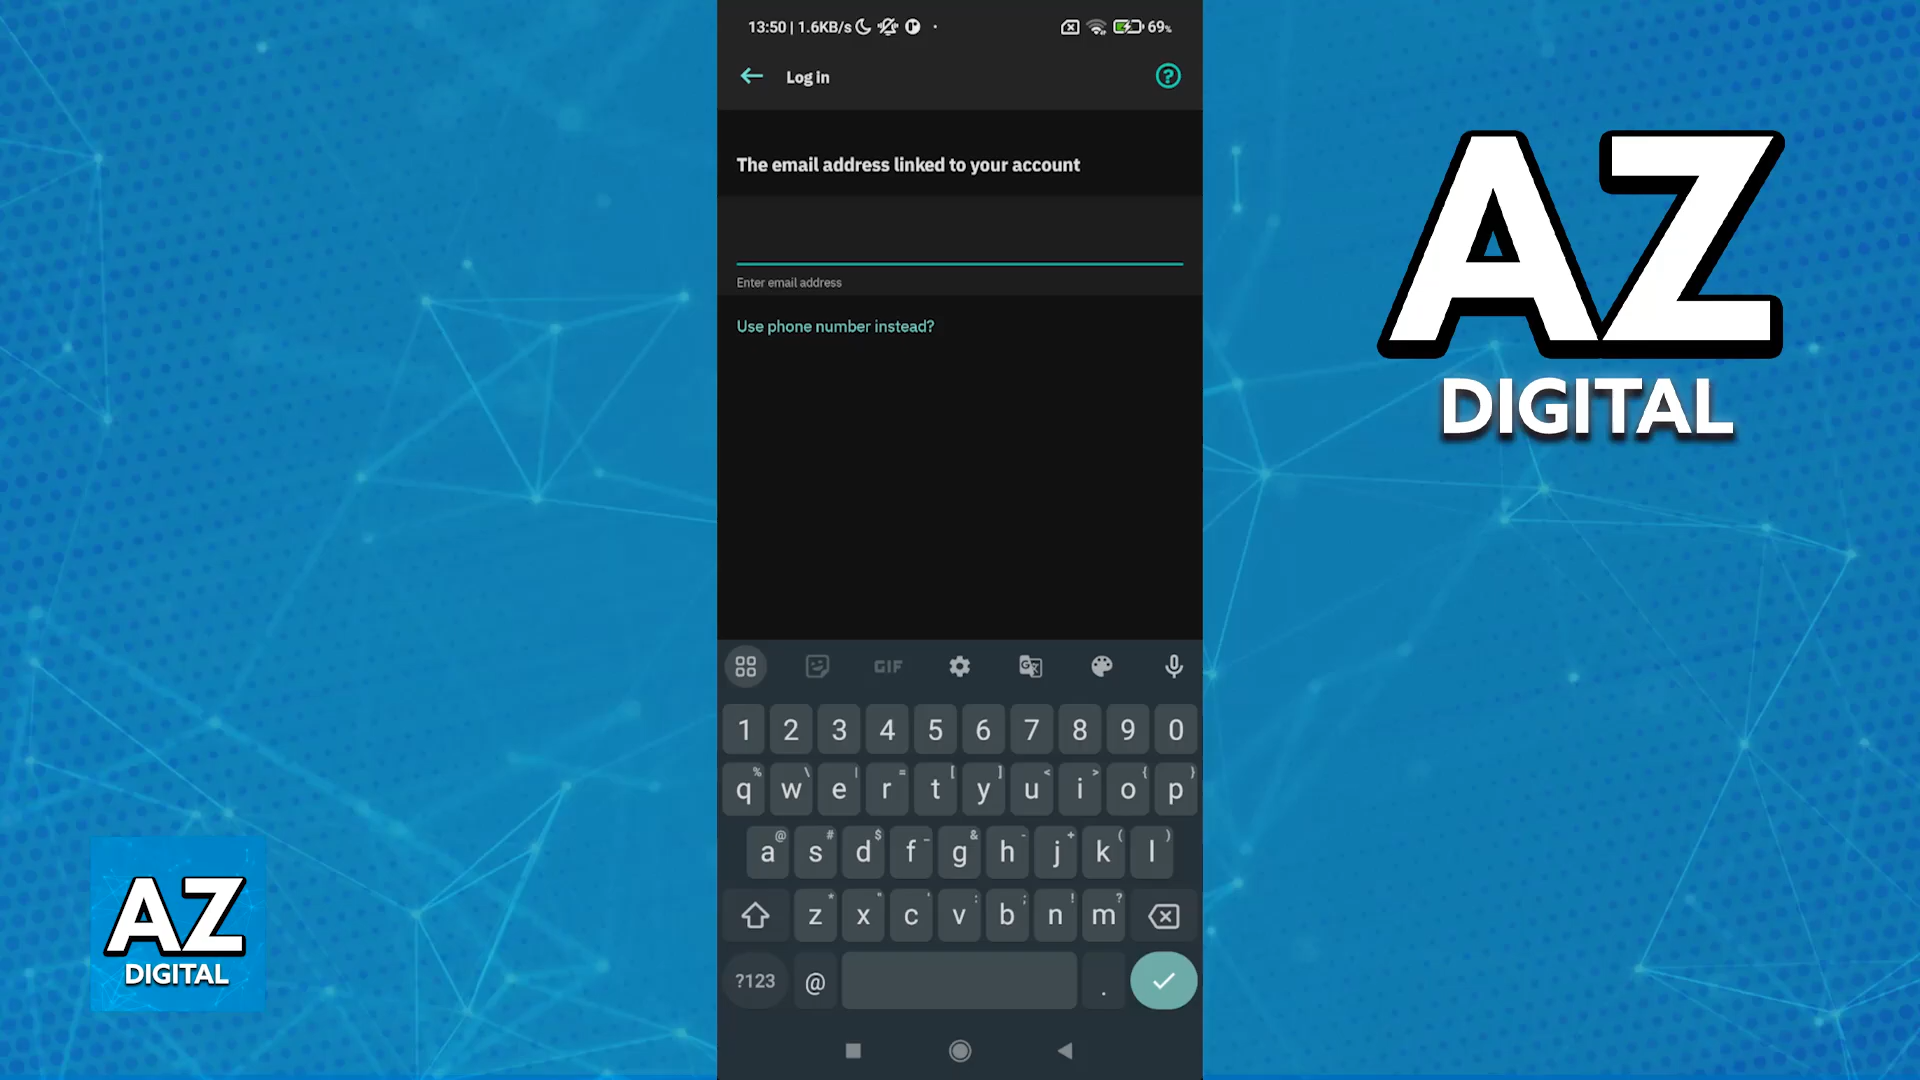 13:50 | 1.6KB/s
69%
Log in
?
The email address linked to your account
Enter email address
Use phone number instead?
GIF
1 2 3 4 5 6 7 8 9 0
% \ | = [ ] < > { }
q w e r t y u i o p
@ # $ _ & - + ( )
a s d f g h j k l
* " ' : ; ! ?
z x c v b n m
?123 @ .
AZ
DIGITAL
AZ
DIGITAL